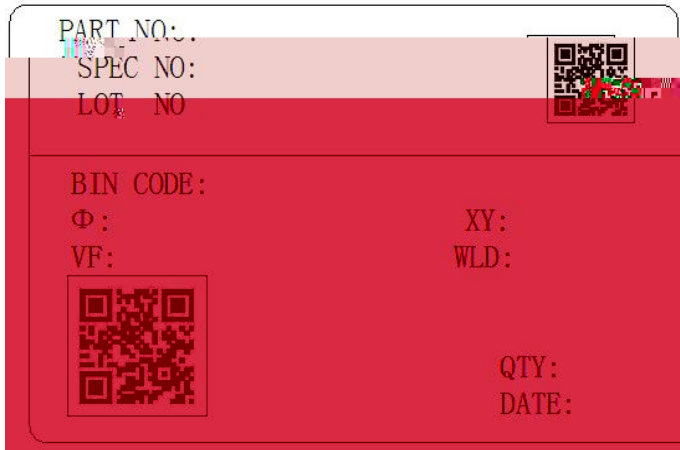 PART NO:
SPEC NO:
LOT NO
BIN CODE:
Φ: XY:
VF: WLD:
QTY:
DATE: